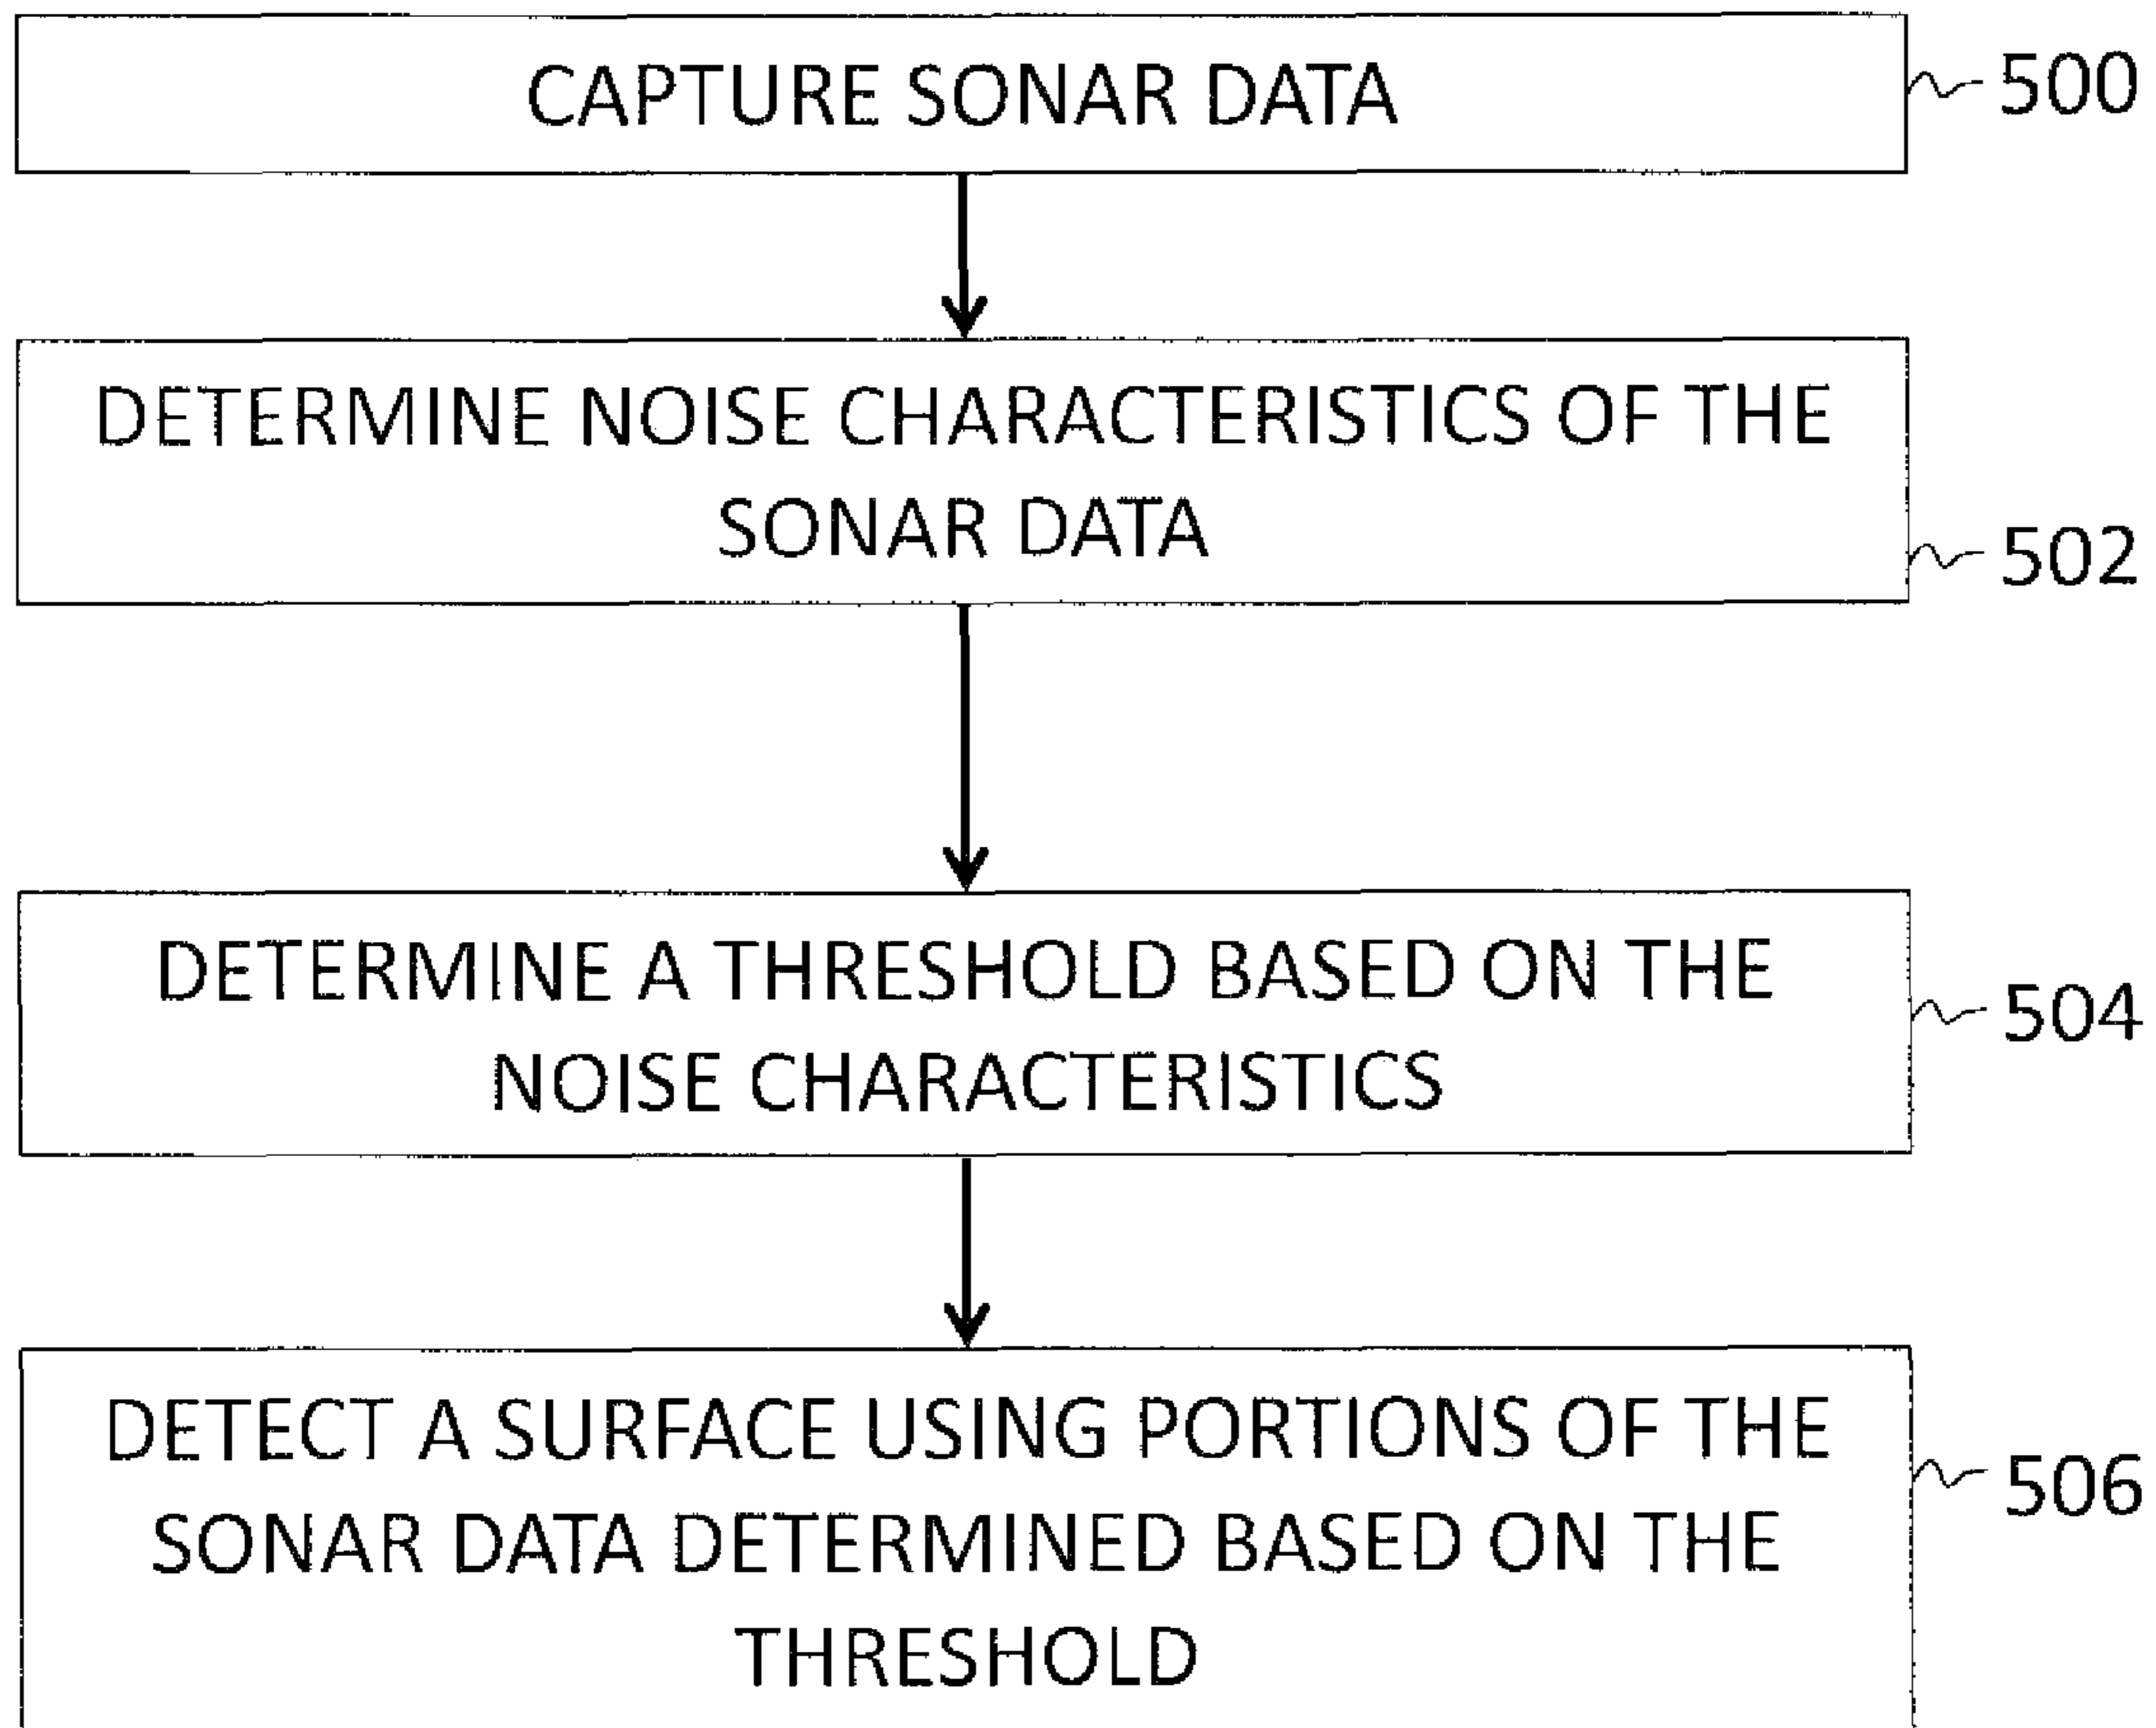 CAPTURE SONAR DATA
500
DETERMINE NOISE CHARACTERISTICS OF THE
SONAR DATA
502
DETERMINE A THRESHOLD BASED ON THE
NOISE CHARACTERISTICS
504
DETECT A SURFACE USING PORTIONS OF THE
SONAR DATA DETERMINED BASED ON THE
THRESHOLD
506